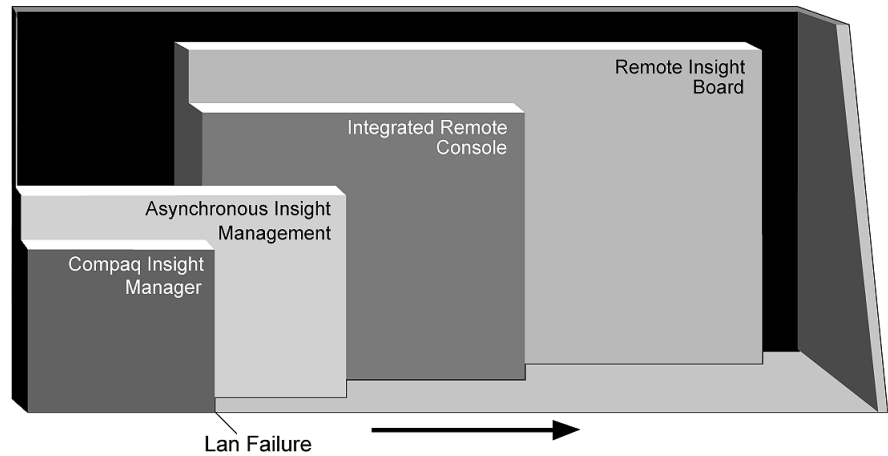 Remote Insight
Board
Integrated Remote
Console
Asynchronous Insight
Management
Compaq Insight
Manager
Lan Failure